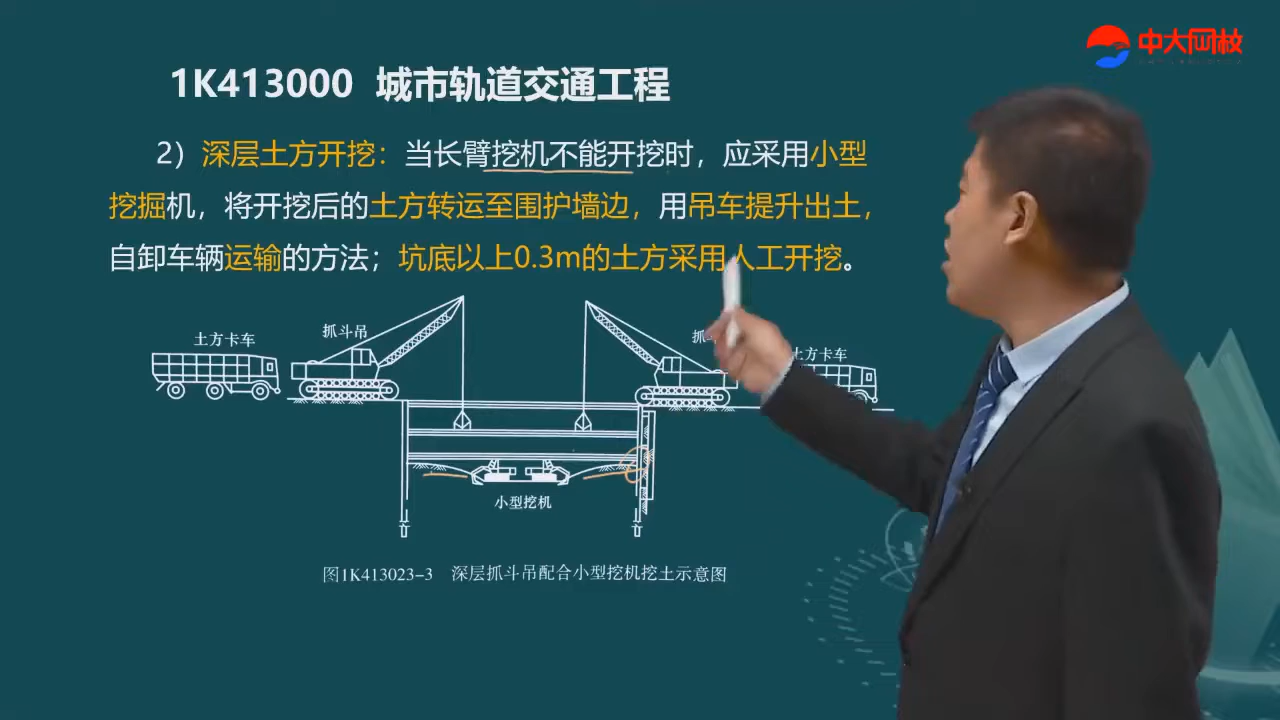 中大网校
1K413000 城市轨道交通工程
2）深层土方开挖：当长臂挖机不能开挖时，应采用小型
挖掘机，将开挖后的土方转运至围护墙边，用吊车提升出土，
自卸车辆运输的方法；坑底以上0.3m的土方采用人工开挖。
土方卡车
抓斗吊
抓
土方卡车
小型挖机
图1K413023-3 深层抓斗吊配合小型挖机挖土示意图